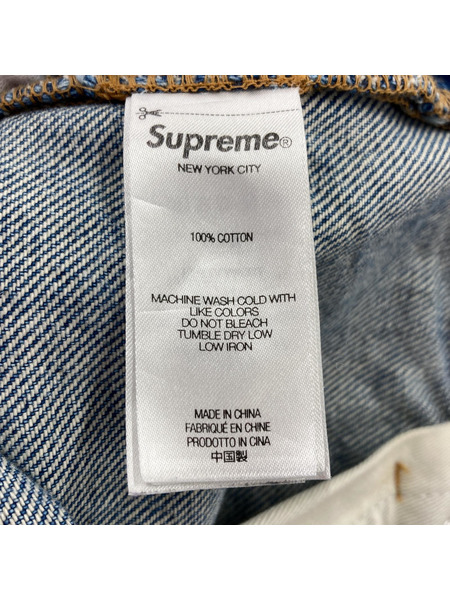 Supreme®
NEW YORK CITY
100% COTTON
MACHINE WASH COLD WITH
LIKE COLORS
DO NOT BLEACH
TUMBLE DRY LOW
LOW IRON
MADE IN CHINA
FABRIQUÉ EN CHINE
PRODOTTO IN CINA
中国製